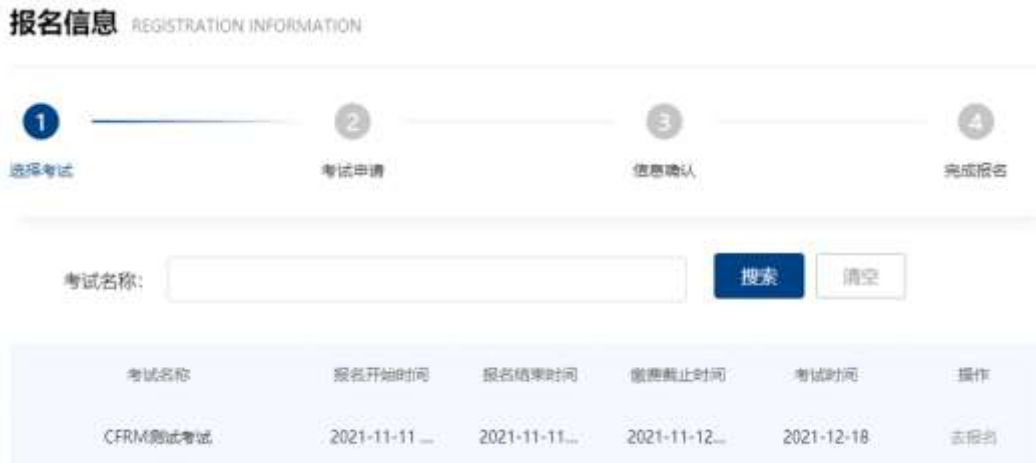 报名信息 REGISTRATION INFORMATION
1 2 3 4
选择考试 考试申请 信息确认 完成报名
考试名称: 搜索 清空
考试名称 报名开始时间 报名结束时间 缴费截止时间 考试时间 操作
CFRM测试考试 2021-11-11 ... 2021-11-11... 2021-11-12... 2021-12-18 去报名